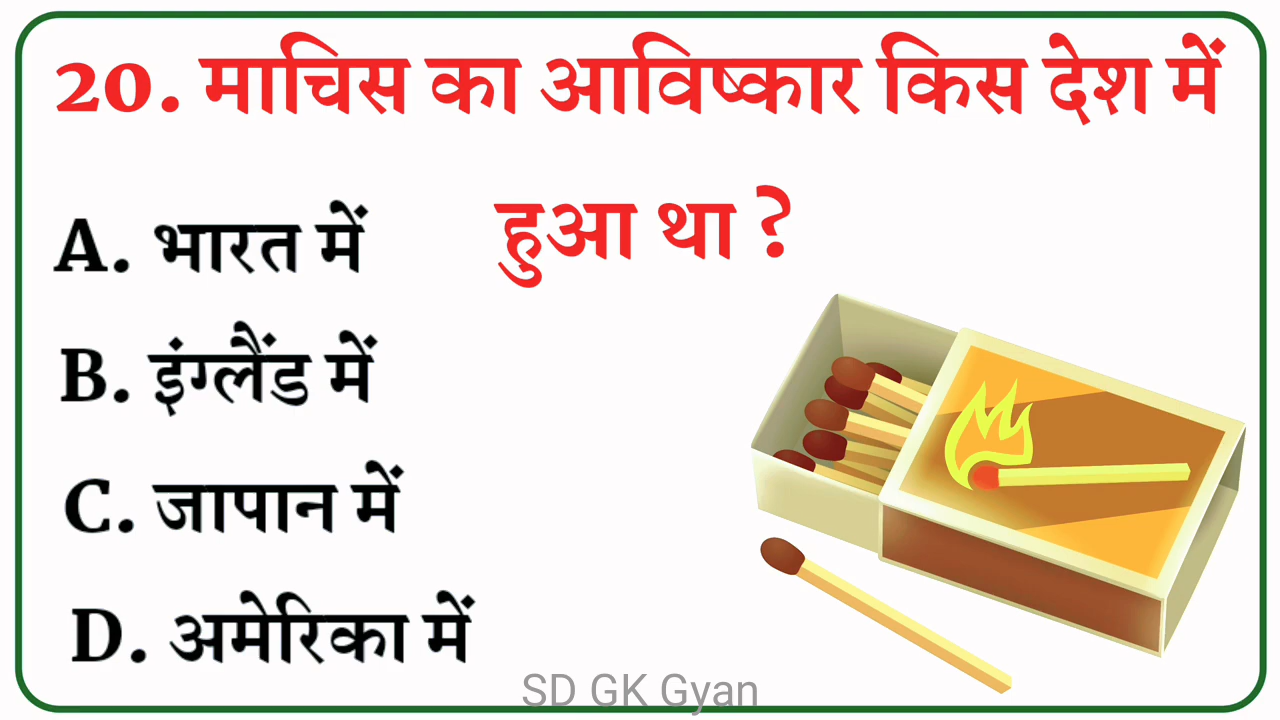 20. माचिस का आविष्कार किस देश में
हुआ था ?
A. भारत में
B. इंग्लैंड में
C. जापान में
D. अमेरिका में
SD GK Gyan